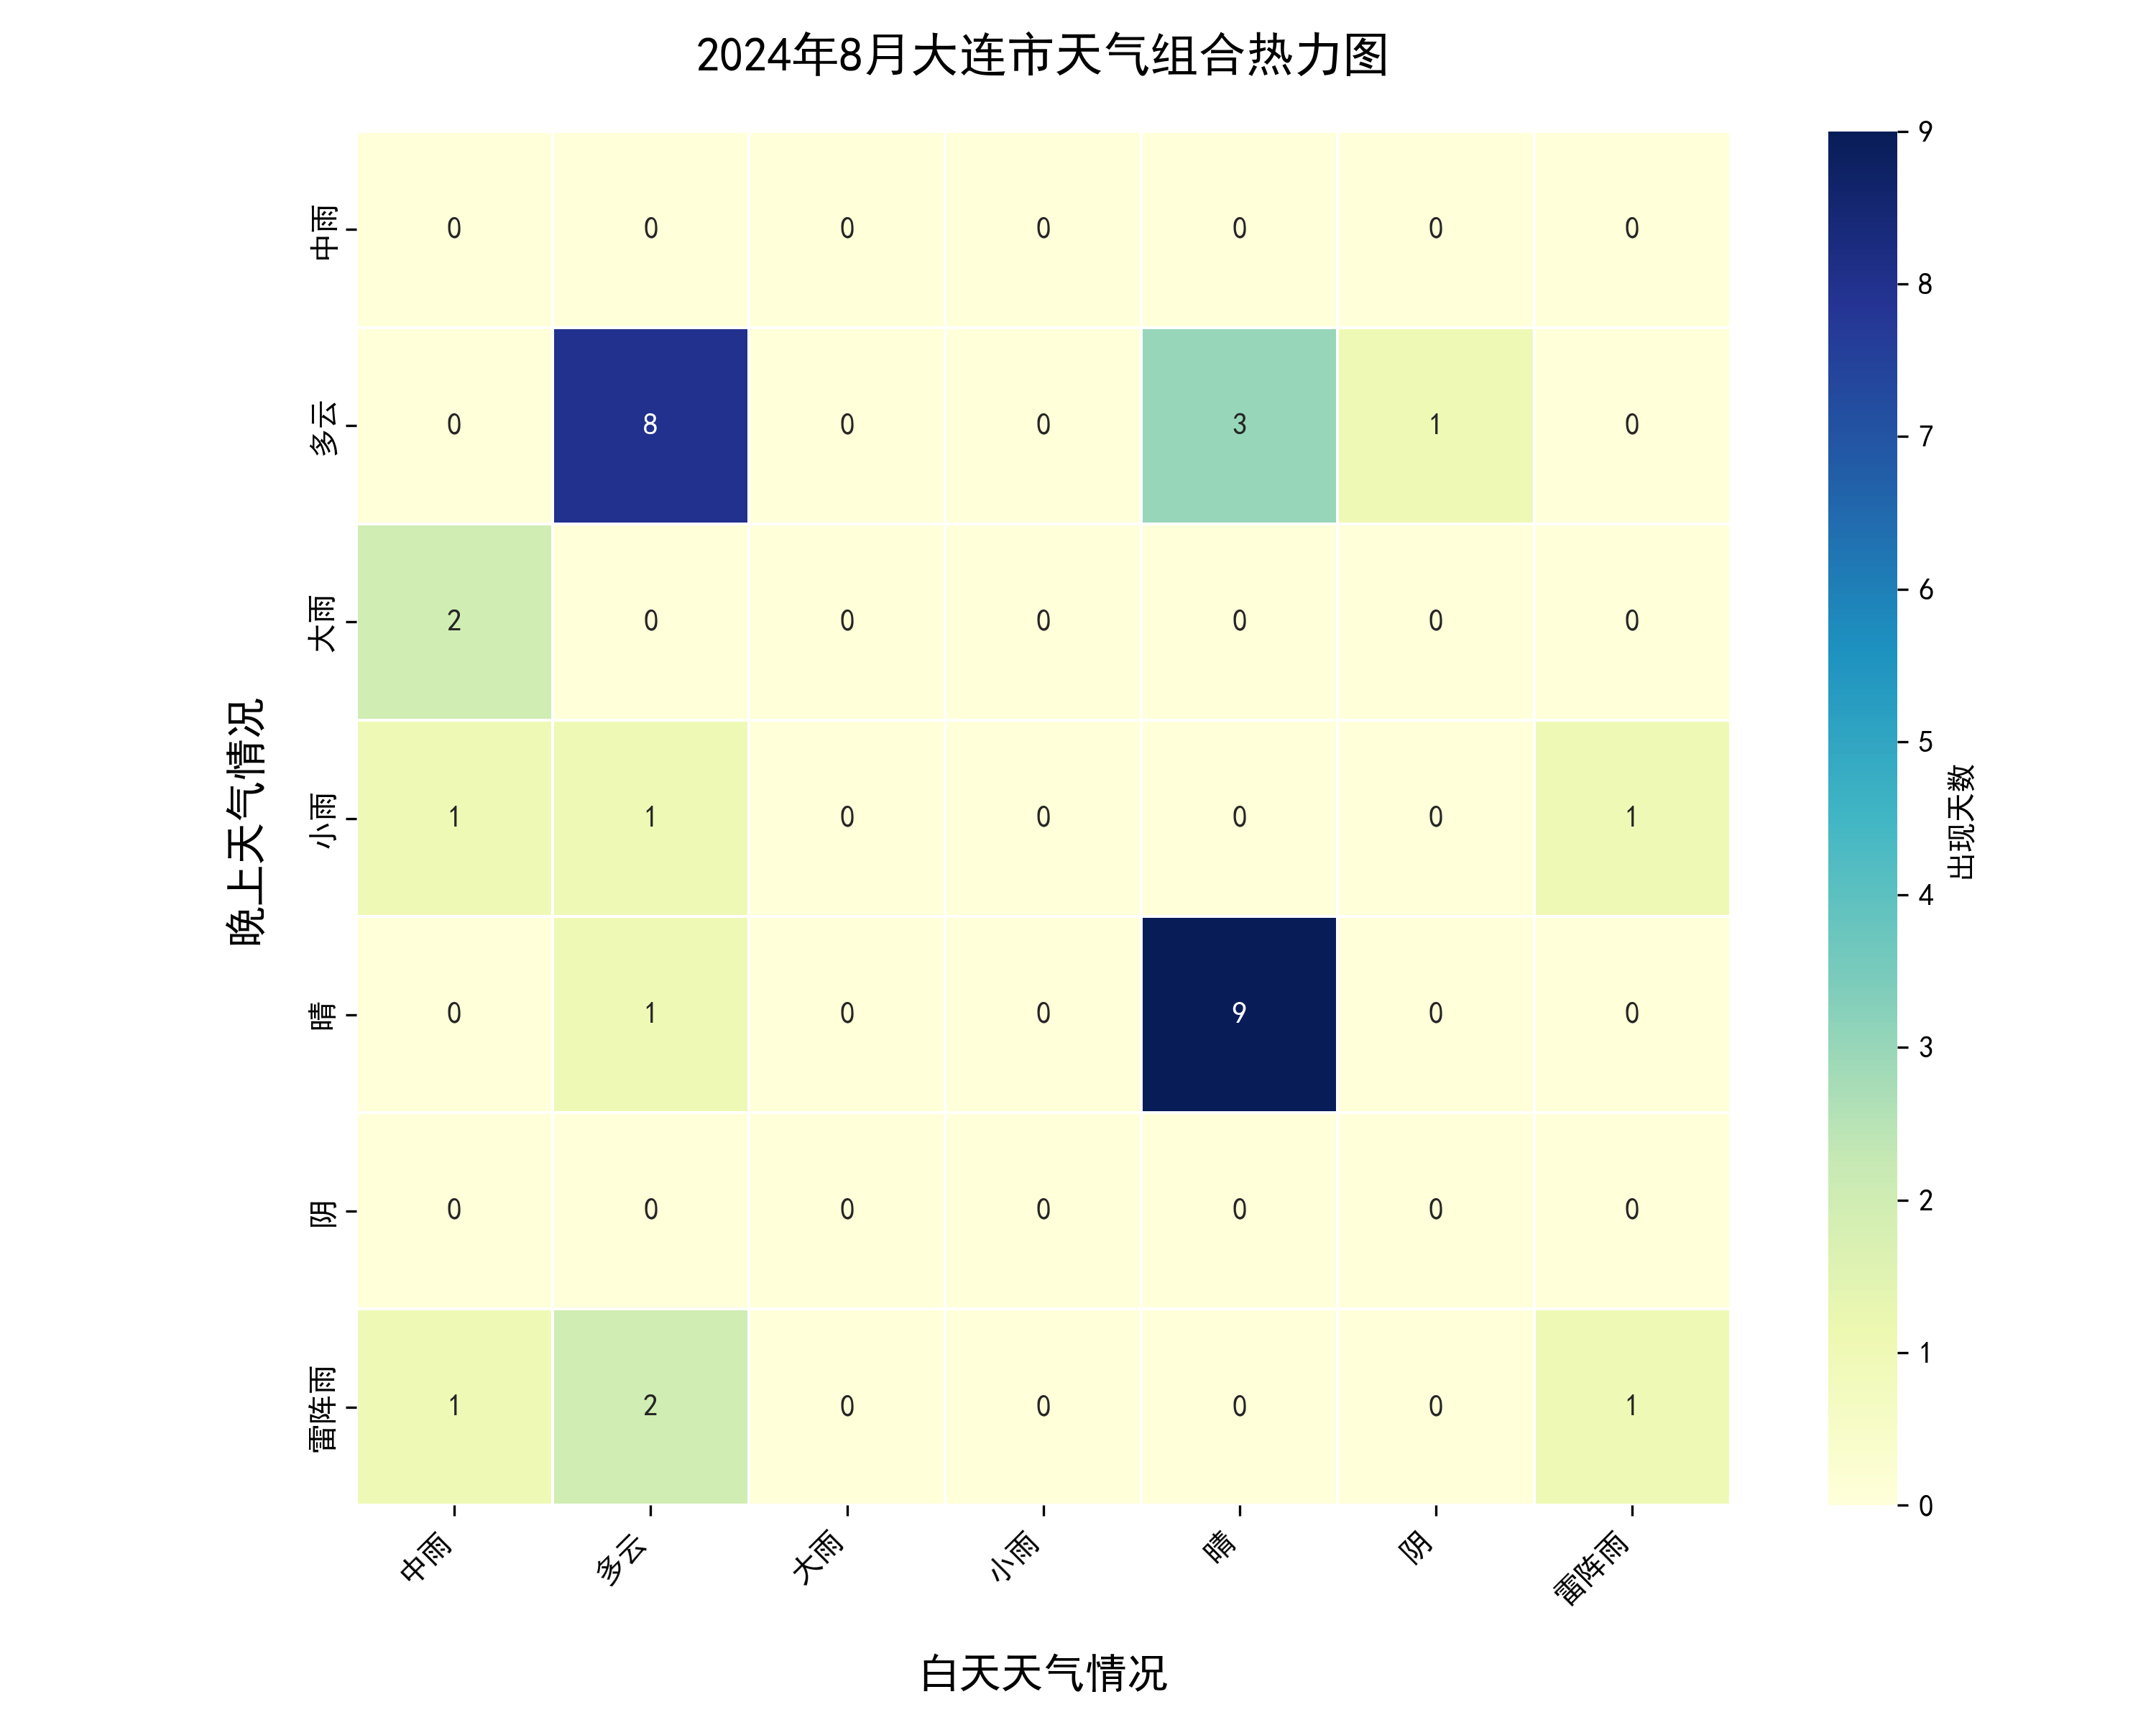 2024年8月大连市天气组合热力图
晚上天气情况
中雨 0 0 0 0 0 0 0
多云 0 8 0 0 3 1 0
大雨 2 0 0 0 0 0 0
小雨 1 1 0 0 0 0 1
晴 0 1 0 0 9 0 0
阴 0 0 0 0 0 0 0
雷阵雨 1 2 0 0 0 0 1
中雨 多云 大雨 小雨 晴 阴 雷阵雨
白天天气情况
9
8
7
6
5
4
3
2
1
0
出现天数